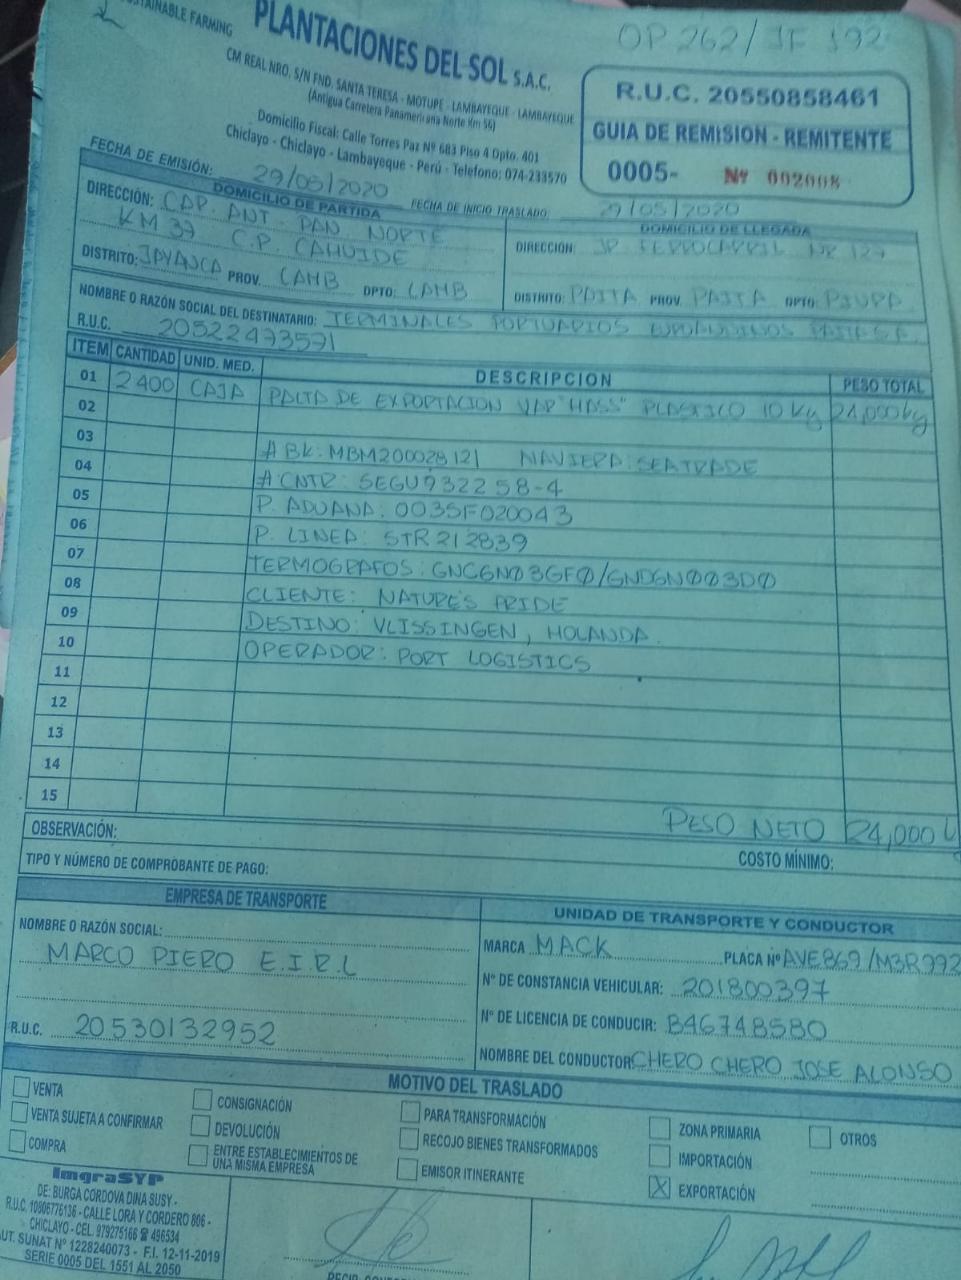 SUSTAINABLE FARMING
PLANTACIONES DEL SOL S.A.C.
OP 262/JF 192
CM REAL NRO. S/N FND. SANTA TERESA - MOTUPE - LAMBAYEQUE - LAMBAYEQUE
(Antigua Carretera Panamericana Norte Km 56)
Domicilio Fiscal: Calle Torres Paz Nº 683 Piso 4 Dpto. 401
Chiclayo - Chiclayo - Lambayeque - Perú - Telefono: 074-233570
R.U.C. 20550858461
GUIA DE REMISION - REMITENTE
0005- Nº 002008
FECHA DE EMISIÓN: 29/05/2020
FECHA DE INICIO TRASLADO: 29/05/2020
DOMICILIO DE PARTIDA
DIRECCIÓN: CAR. ANT. PAN. NORTE
KM 37 C.P. CAHUIDE
DISTRITO: JAYANCA PROV. LAMB DPTO: LAMB
DOMICILIO DE LLEGADA
DIRECCIÓN: JR. FERROCARRIL NR 127
DISTRITO: PAITA PROV. PAITA DPTO: PIURA
NOMBRE O RAZÓN SOCIAL DEL DESTINATARIO: TERMINALES PORTUARIOS EUROANDINOS PAITA S.A.
R.U.C. 20522473571
ITEM CANTIDAD UNID. MED. DESCRIPCION PESO TOTAL
01 2400 CAJA PALTA DE EXPORTACION VAR "HASS" PLASTICO 10 Kg 24,000 kg
02
03 # BK: MBM200028121 NAVIERA: SEATRADE
04 # CNTR: SEGU932258-4
05 P. ADUANA: 0035F020043
06 P. LINEA: STR212839
07 TERMOGRAFOS: GNCGN03GF0/GNDGN003D0
08 CLIENTE: NATURE'S PRIDE
09 DESTINO: VLISSINGEN, HOLANDA.
10 OPERADOR: PORT LOGISTICS
11
12
13
14
15
PESO NETO 24,000
OBSERVACIÓN:
COSTO MÍNIMO:
TIPO Y NÚMERO DE COMPROBANTE DE PAGO:
EMPRESA DE TRANSPORTE
NOMBRE O RAZÓN SOCIAL:
MARCO PIERO E.I.R.L
R.U.C. 20530132952
UNIDAD DE TRANSPORTE Y CONDUCTOR
MARCA MACK PLACA Nº AVE869/M3R992
Nº DE CONSTANCIA VEHICULAR: 201800397
Nº DE LICENCIA DE CONDUCIR: B46748580
NOMBRE DEL CONDUCTOR CHERO CHERO JOSE ALONSO
MOTIVO DEL TRASLADO
VENTA
VENTA SUJETA A CONFIRMAR
COMPRA
CONSIGNACIÓN
DEVOLUCIÓN
ENTRE ESTABLECIMIENTOS DE
UNA MISMA EMPRESA
PARA TRANSFORMACIÓN
RECOJO BIENES TRANSFORMADOS
EMISOR ITINERANTE
ZONA PRIMARIA
IMPORTACIÓN
X EXPORTACIÓN
OTROS
ImgraSYP
DE: BURGA CORDOVA DINA SUSY -
R.U.C. 10806776136 - CALLE LORA Y CORDERO 806 -
CHICLAYO - CEL. 979275166 ☎ 496534
AUT. SUNAT Nº 1228240073 - F.I. 12-11-2019
SERIE 0005 DEL 1551 AL 2050